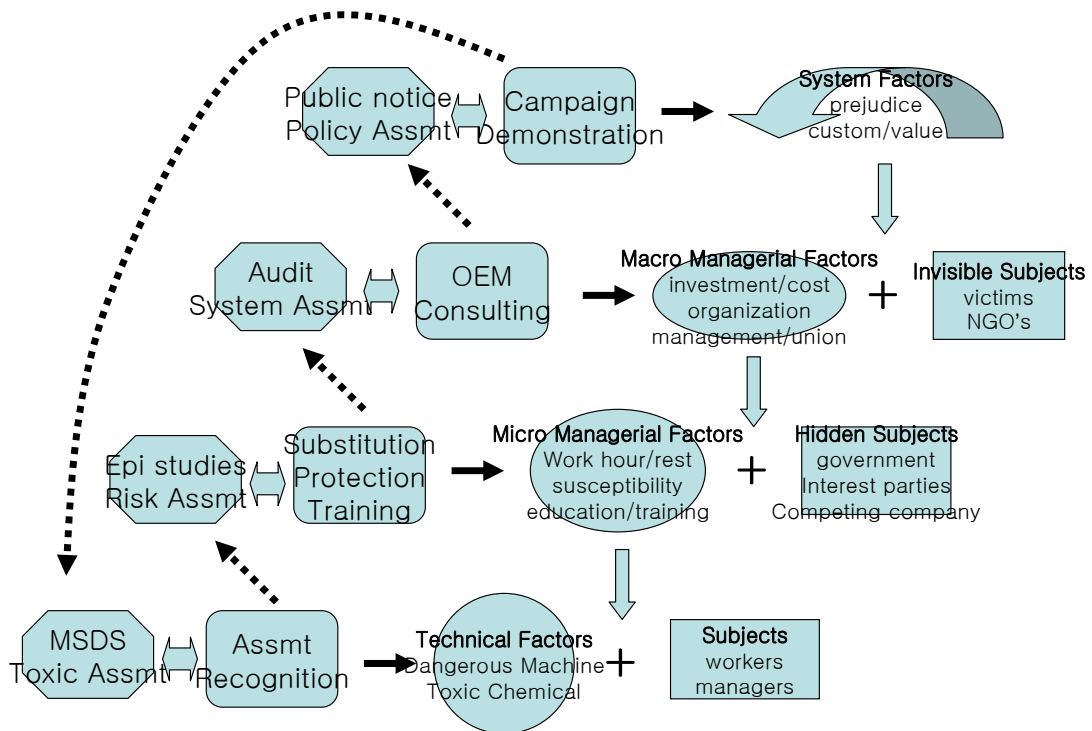 Public notice
Policy Assmt
Campaign
Demonstration
System Factors
prejudice
custom/value
Audit
System Assmt
OEM
Consulting
Macro Managerial Factors
investment/cost
organization
management/union
+
Invisible Subjects
victims
NGO's
Epi studies
Risk Assmt
Substitution
Protection
Training
Micro Managerial Factors
Work hour/rest
susceptibility
education/training
+
Hidden Subjects
government
Interest parties
Competing company
MSDS
Toxic Assmt
Assmt
Recognition
Technical Factors
Dangerous Machine
Toxic Chemical
+
Subjects
workers
managers